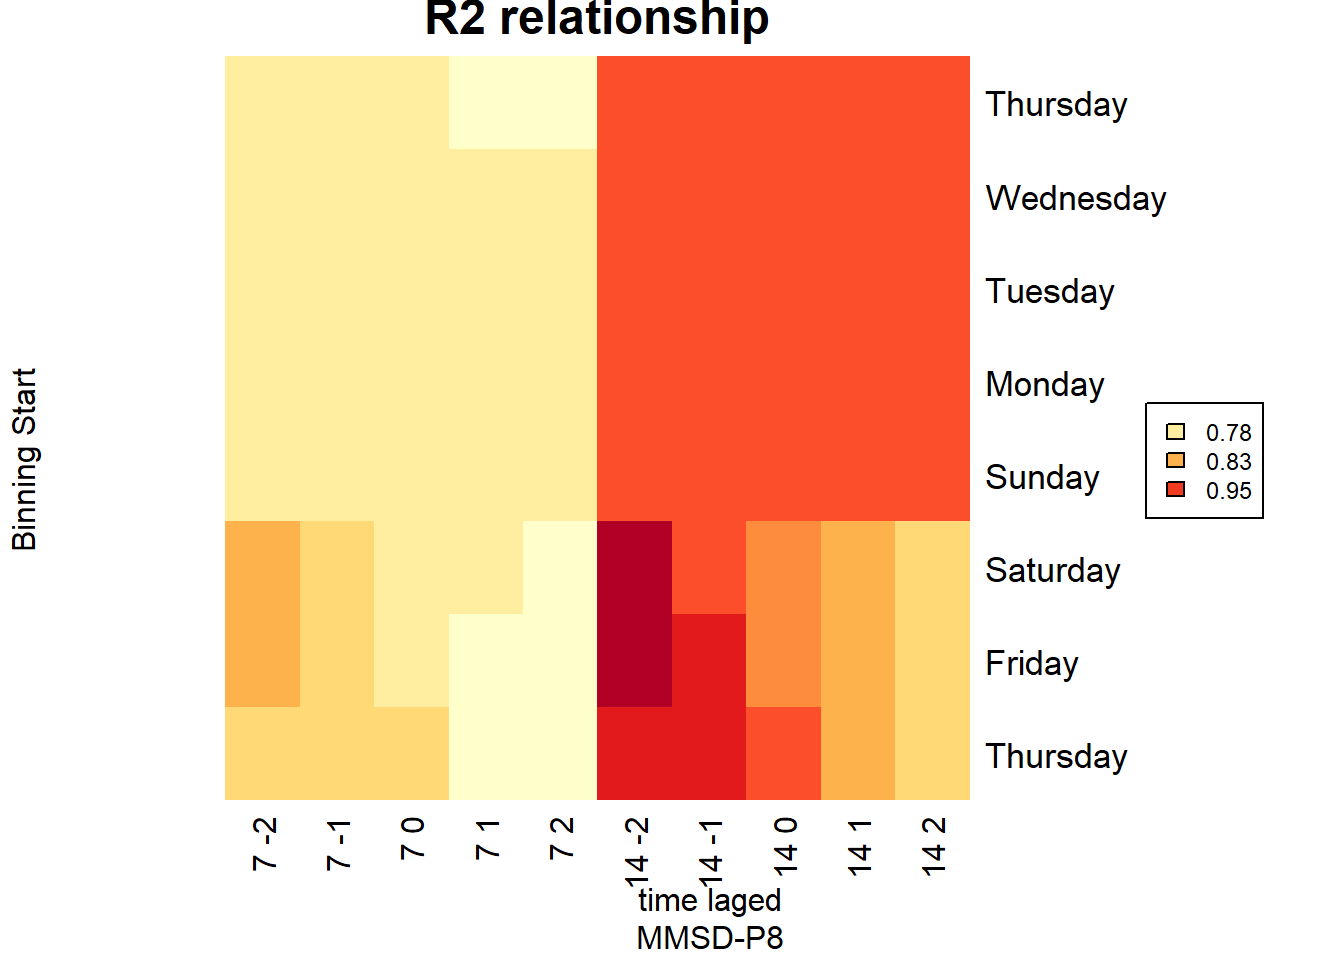 R2 relationship
Thursday
Wednesday
Tuesday
Monday
Sunday
Saturday
Friday
Thursday
Binning Start
0.78
0.83
0.95
7 -2
7 -1
7 0
7 1
7 2
14 -2
14 -1
14 0
14 1
14 2
time laged
MMSD-P8